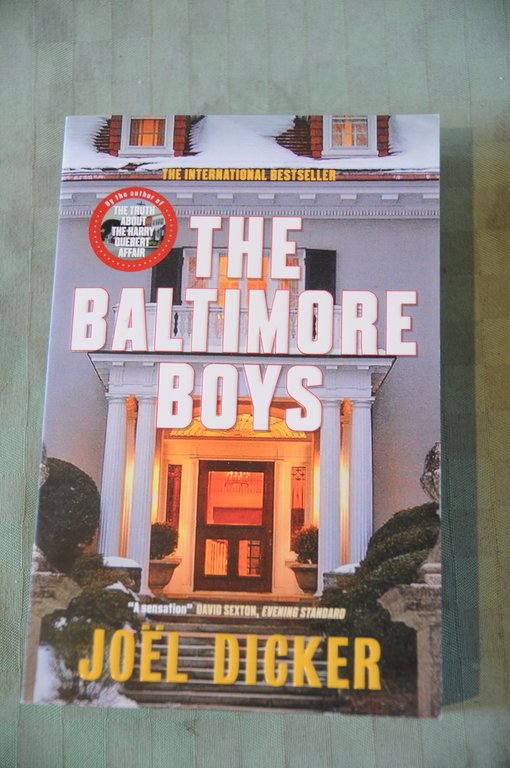 THE INTERNATIONAL BESTSELLER
By the author of
THE TRUTH
ABOUT
THE HARRY
QUEBERT
AFFAIR
THE
BALTIMORE
BOYS
"A sensation" DAVID SEXTON, EVENING STANDARD
JOËL DICKER